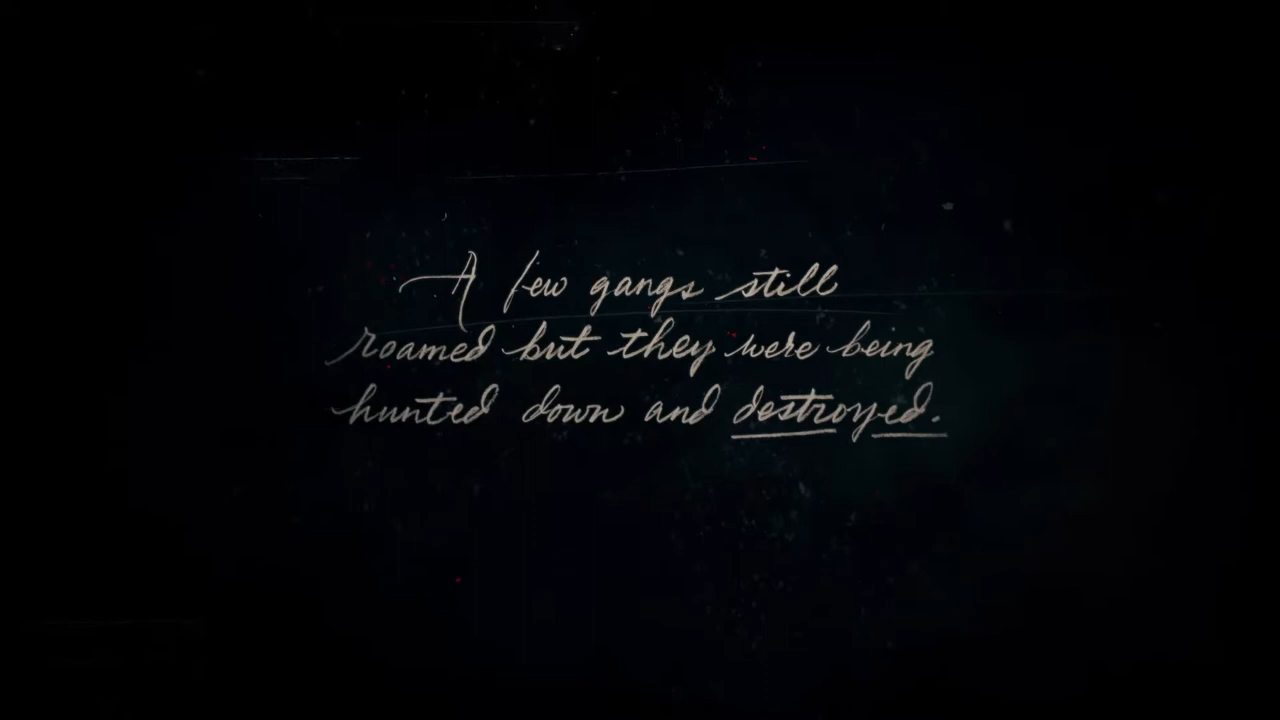 A few gangs still
roamed but they were being
hunted down and destroyed.